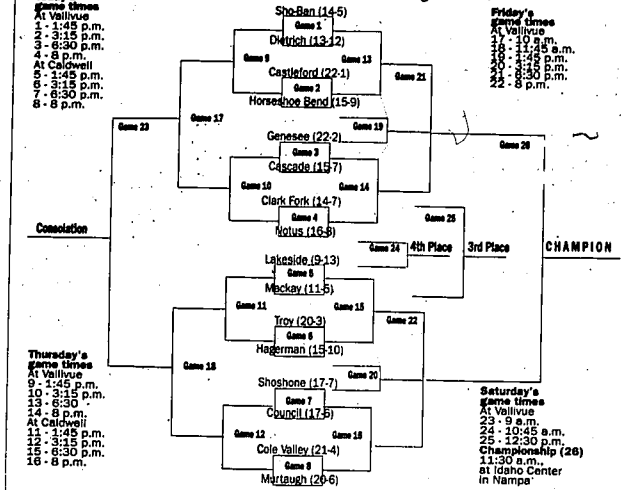 game times
At Vallivue
1 - 1:45 p.m.
2 - 3:15 p.m.
3 - 6:30 p.m.
4 - 8 p.m.
At Caldwell
5 - 1:45 p.m.
6 - 3:15 p.m.
7 - 6:30 p.m.
8 - 8 p.m.
Sho-Ban (14-5)
Game 1
Dietrich (13-12)
Game 9
Game 13
Castleford (22-1)
Game 2
Horseshoe Bend (15-9)
Game 21
Friday's
game times
At Vallivue
17 - 10 a.m.
18 - 11:45 a.m.
19 - 1:45 p.m.
20 - 3:15 p.m.
21 - 6:30 p.m.
22 - 8 p.m.
Game 23
Game 17
Game 19
Game 26
Genesee (22-2)
Game 3
Cascade (15-7)
Game 10
Game 14
Clark Fork (14-7)
Game 4
Notus (16-8)
Game 25
Consolation
Game 24
4th Place
3rd Place
CHAMPION
Lakeside (9-13)
Game 5
Mackay (11-5)
Game 11
Game 15
Game 22
Troy (20-3)
Game 6
Hagerman (15-10)
Game 18
Game 20
Shoshone (17-7)
Game 7
Council (17-6)
Game 12
Game 16
Cole Valley (21-4)
Game 8
Murtaugh (20-6)
Thursday's
game times
At Vallivue
9 - 1:45 p.m.
10 - 3:15 p.m.
13 - 6:30
14 - 8 p.m.
At Caldwell
11 - 1:45 p.m.
12 - 3:15 p.m.
15 - 6:30 p.m.
16 - 8 p.m.
Saturday's
game times
At Vallivue
23 - 9 a.m.
24 - 10:45 a.m.
25 - 12:30 p.m.
Championship (26)
11:30 a.m.,
at Idaho Center
in Nampa